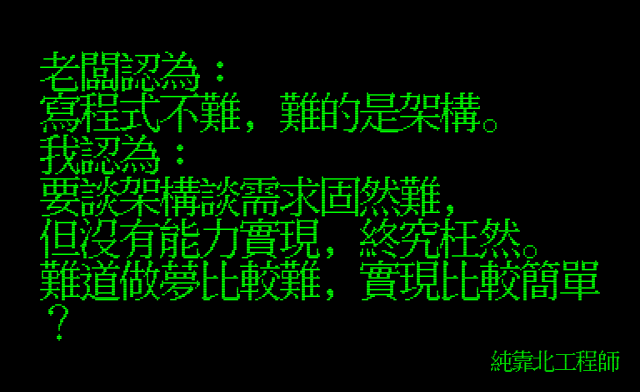 老闆認為：
寫程式不難，難的是架構。
我認為：
要談架構談需求固然難，
但沒有能力實現，終究枉然。
難道做夢比較難，實現比較簡單
？
純靠北工程師